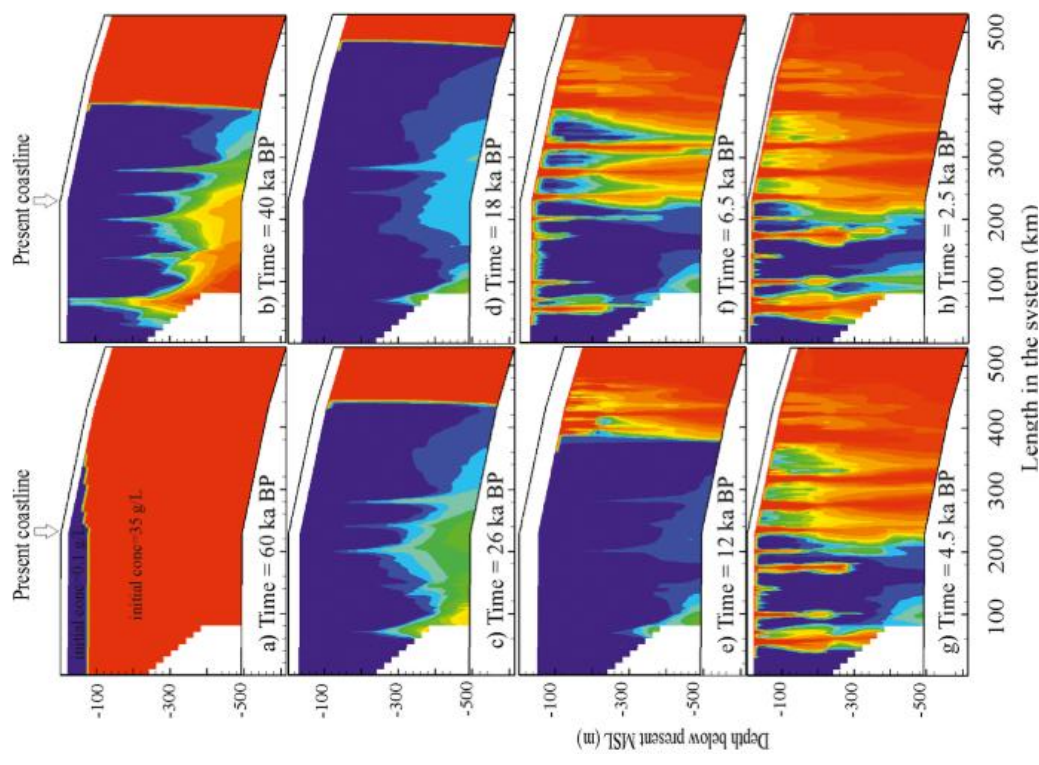 Present coastline
Present coastline
initial conc=0.1 g/L
initial conc=35 g/L
a) Time = 60 ka BP
b) Time = 40 ka BP
c) Time = 26 ka BP
d) Time = 18 ka BP
e) Time = 12 ka BP
f) Time = 6.5 ka BP
g) Time = 4.5 ka BP
h) Time = 2.5 ka BP
-100
-300
-500
-100
-300
-500
-100
-300
-500
-100
-300
-500
Depth below present MSL (m)
100
200
300
400
500
100
200
300
400
500
Length in the system (km)